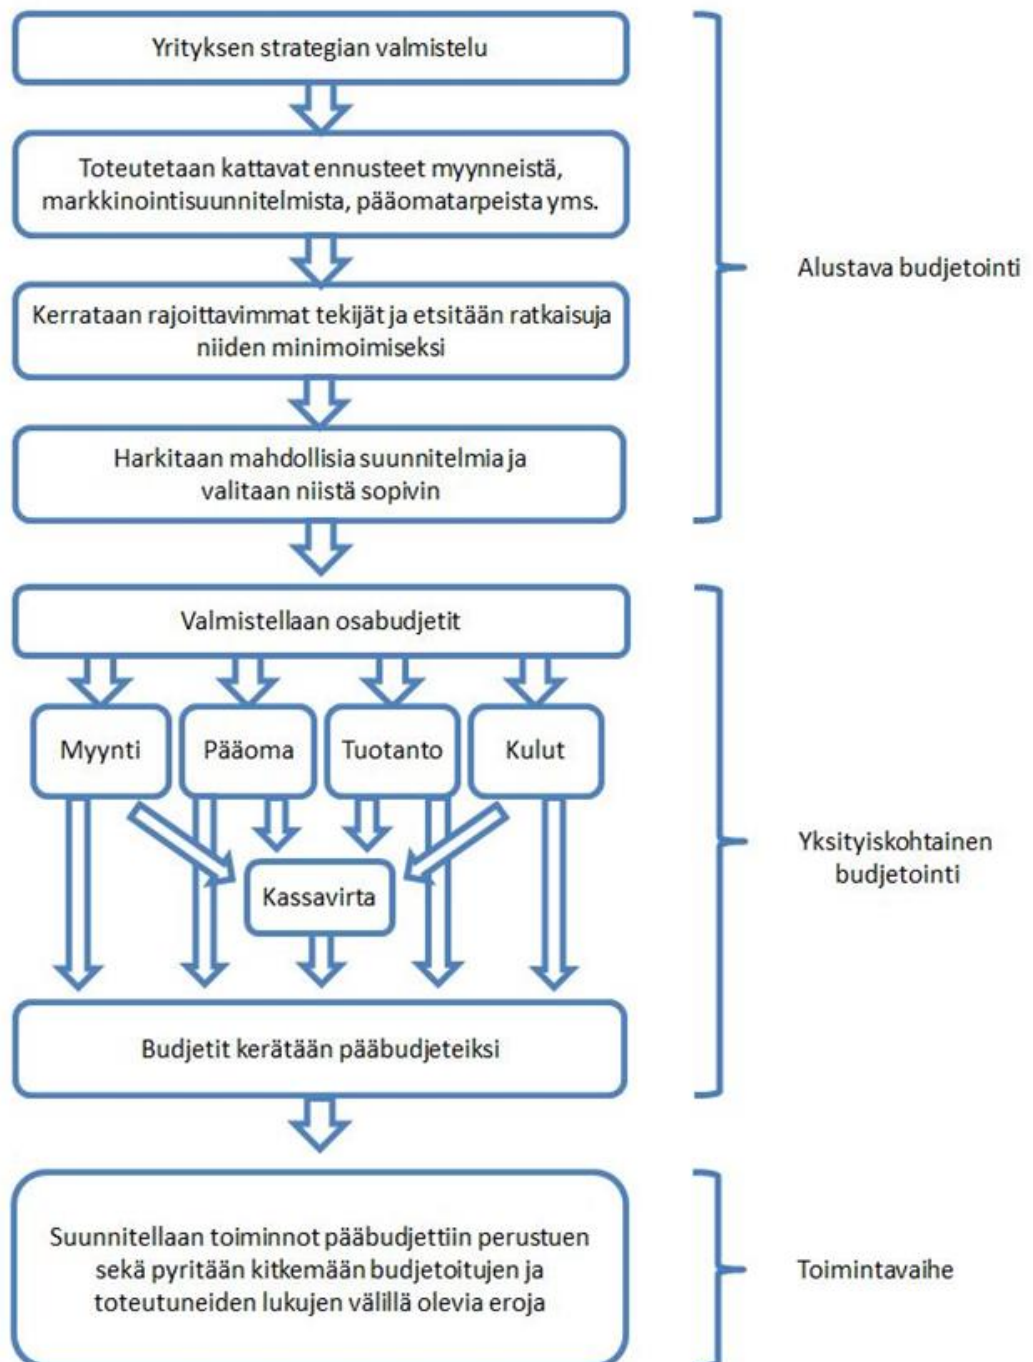 Yrityksen strategian valmistelu
Toteutetaan kattavat ennusteet myynneistä,
markkinointisuunnitelmista, pääomatarpeista yms.
Kerrataan rajoittavimmat tekijät ja etsitään ratkaisuja
niiden minimoimiseksi
Harkitaan mahdollisia suunnitelmia ja
valitaan niistä sopivin
Alustava budjetointi
Valmistellaan osabudjetit
Myynti
Pääoma
Tuotanto
Kulut
Kassavirta
Budjetit kerätään pääbudjeteiksi
Yksityiskohtainen
budjetointi
Suunnitellaan toiminnot pääbudjettiin perustuen
sekä pyritään kitkemään budjetoitujen ja
toteutuneiden lukujen välillä olevia eroja
Toimintavaihe